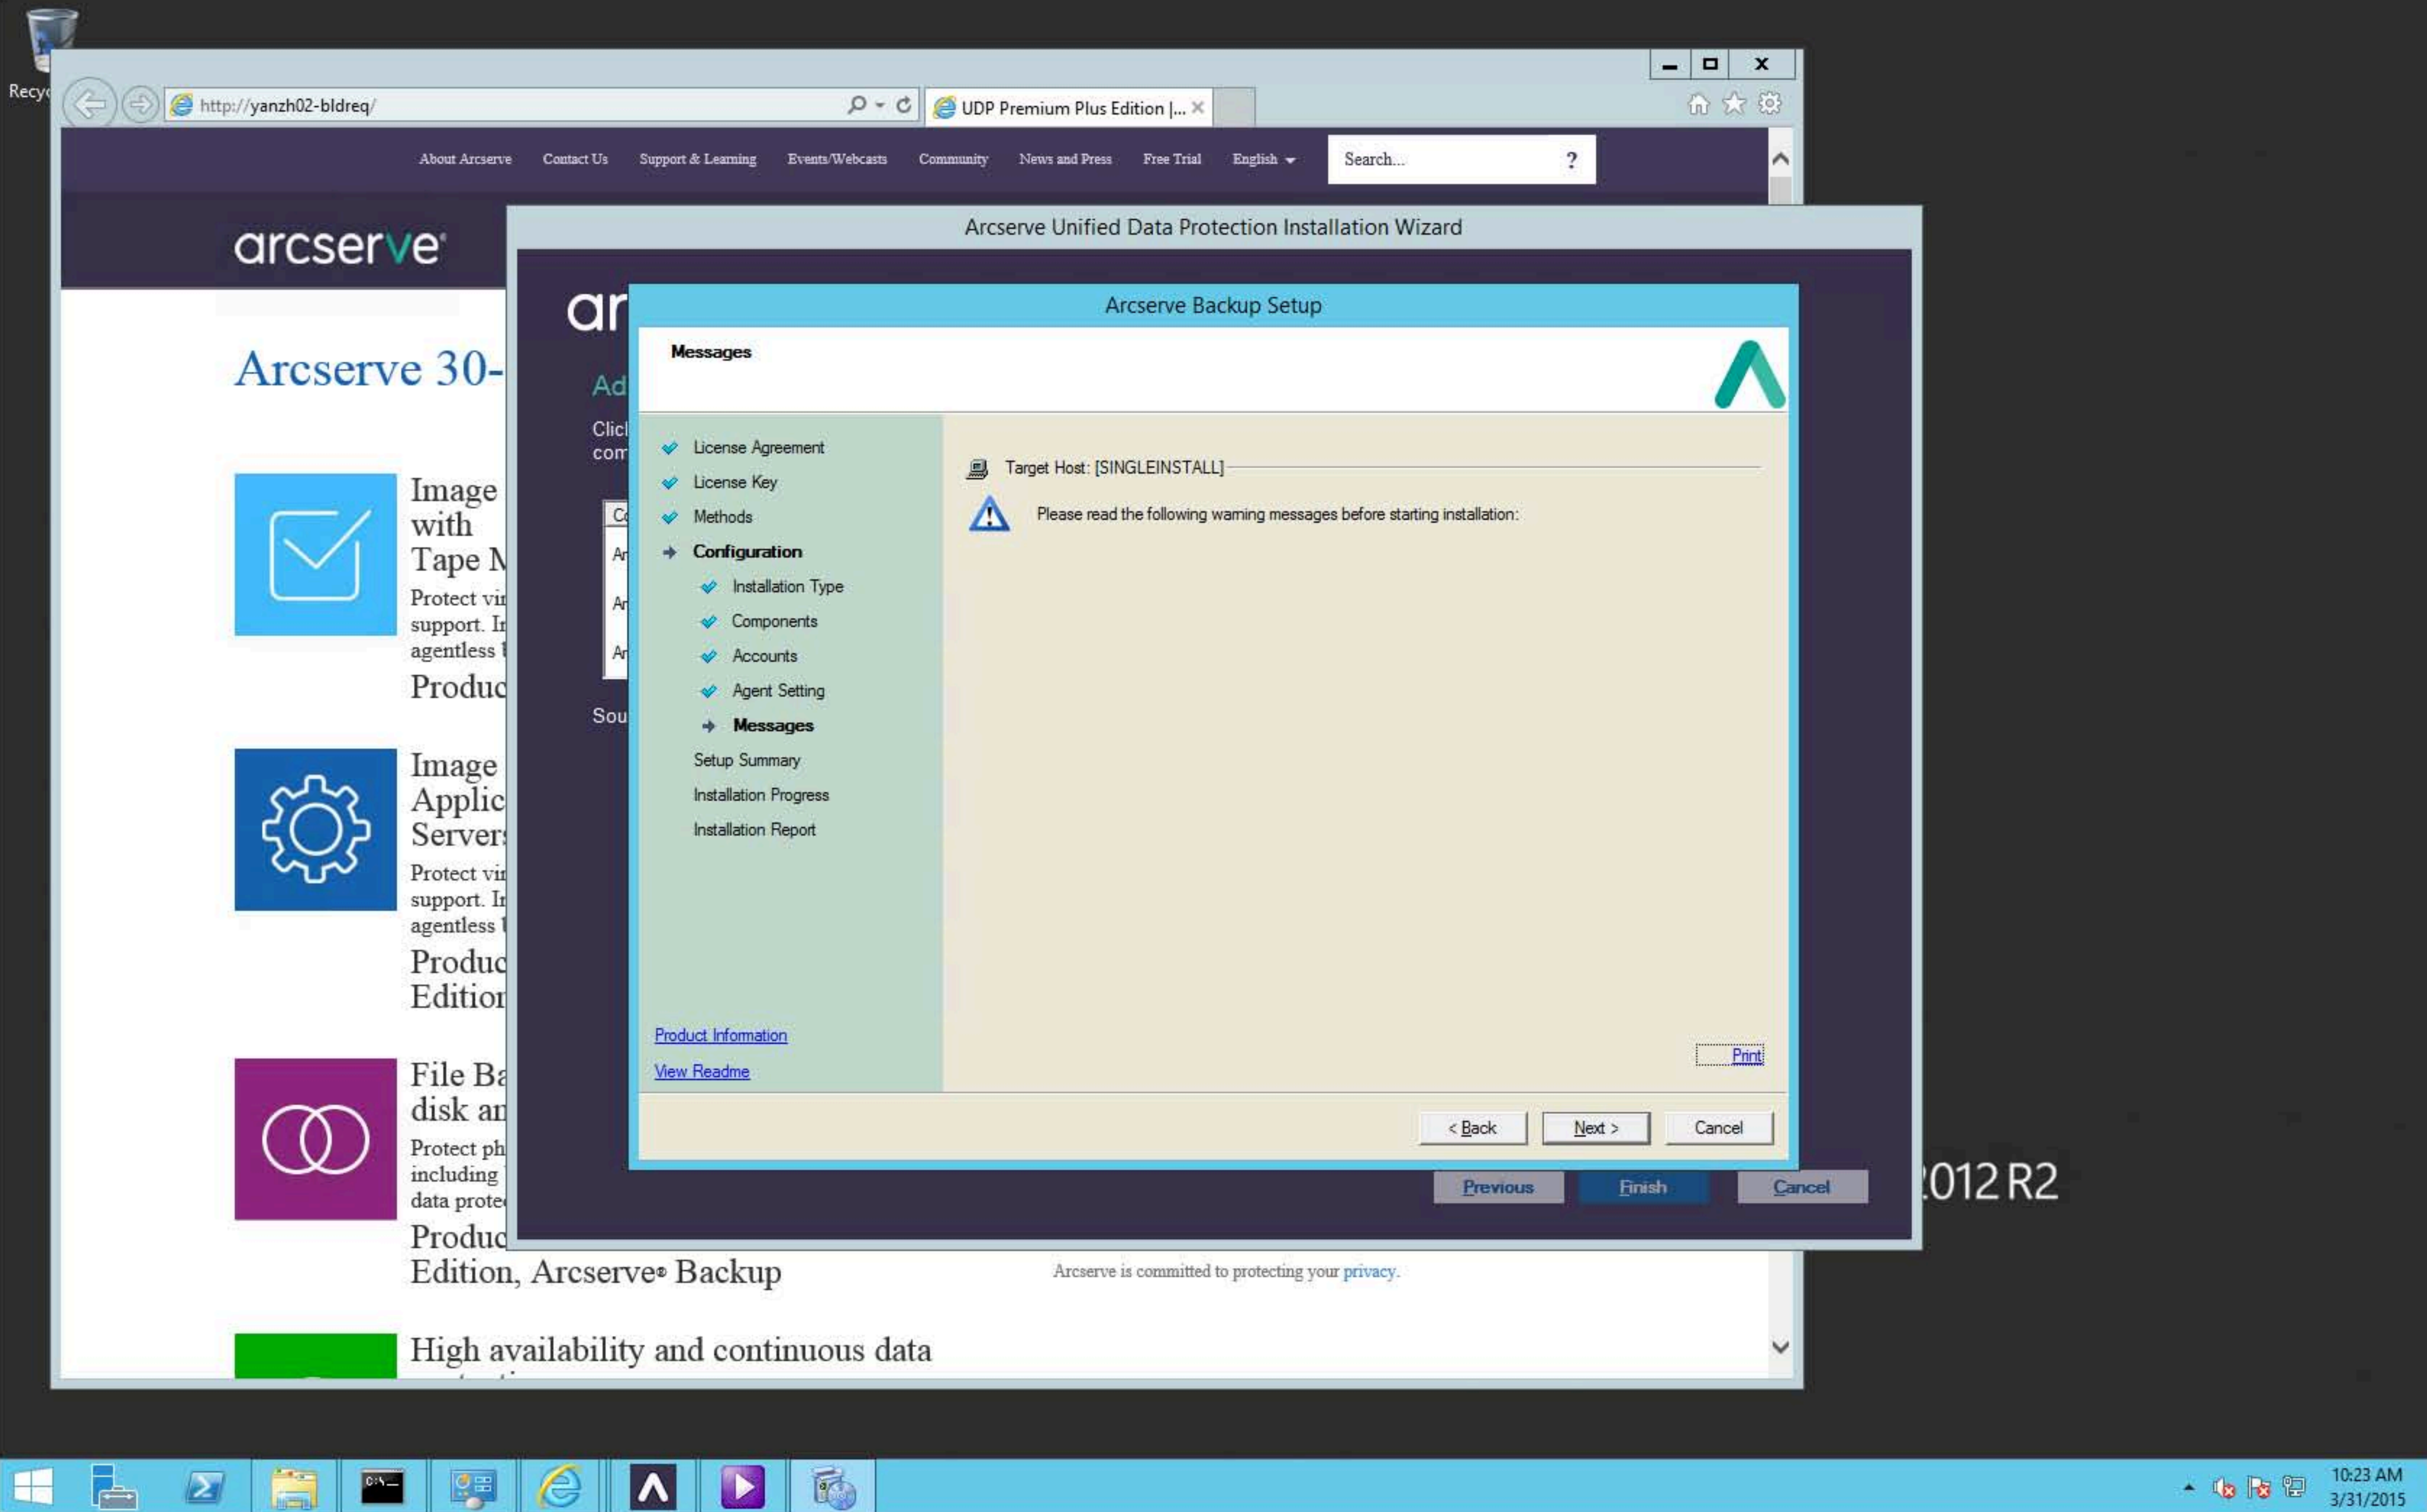 Recyc
http://yanzh02-bldreq/
UDP Premium Plus Edition |...
About Arcserve Contact Us Support & Learning Events/Webcasts Community News and Press Free Trial English Search... ?
arcserve
Arcserve 30-
Image
with
Tape M
Protect vir
support. In
agentless
Produc
Image
Applic
Servers
Protect vir
support. In
agentless
Produc
Edition
File Ba
disk an
Protect ph
including
data prote
Produc
Edition, Arcserve® Backup
High availability and continuous data
Arcserve is committed to protecting your privacy.
Arcserve Unified Data Protection Installation Wizard
ar
Ad
Clic
com
Co
Ar
Ar
Ar
Sou
Previous
Finish
Cancel
Arcserve Backup Setup
Messages
License Agreement
License Key
Methods
Configuration
Installation Type
Components
Accounts
Agent Setting
Messages
Setup Summary
Installation Progress
Installation Report
Product Information
View Readme
Target Host: [SINGLEINSTALL]
Please read the following warning messages before starting installation:
Print
< Back
Next >
Cancel
2012 R2
C:\_
10:23 AM
3/31/2015